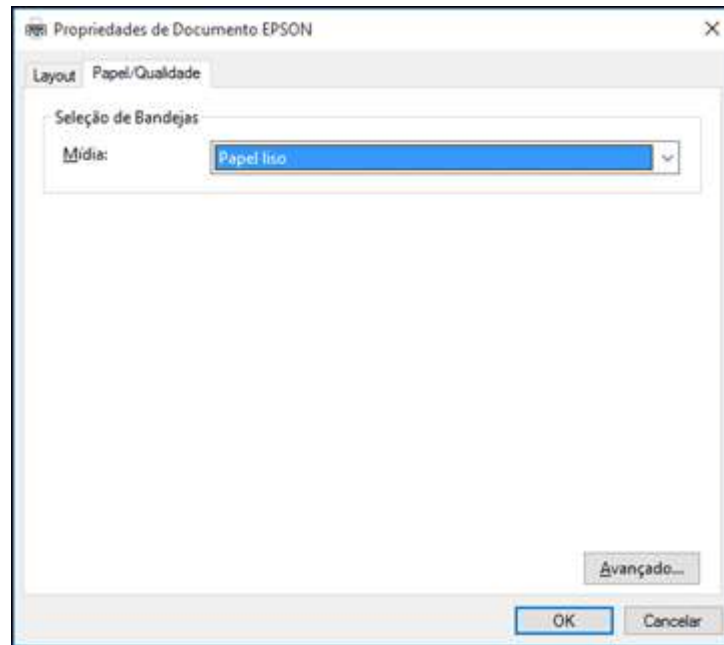 Propriedades de Documento EPSON
Layout Papel/Qualidade
Seleção de Bandejas
Mídia: Papel liso
Avançado...
OK Cancelar